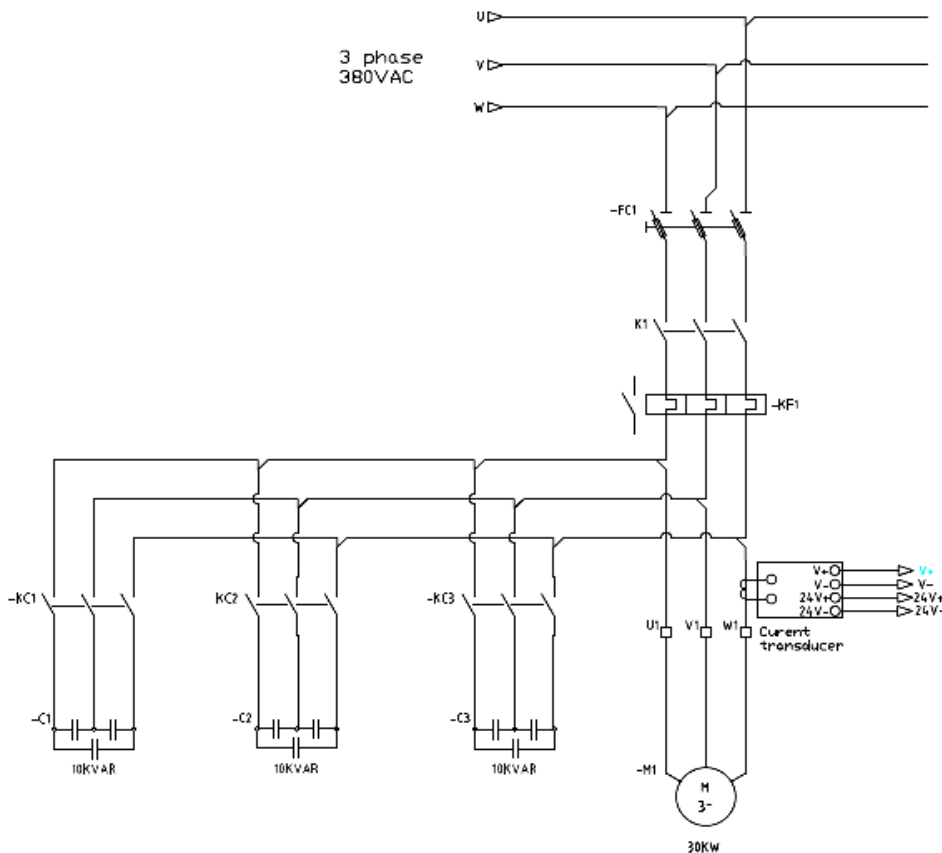 U
3 phase
380VAC
V
W
-FC1
K1
-KF1
-KC1
KC2
-KC3
V+
V+
V-
V-
24V+
24V+
24V-
24V-
U1
V1
W1
Curent
transducer
-C1
-C2
-C3
10KVAR
10KVAR
10KVAR
-M1
M
3~
30KW